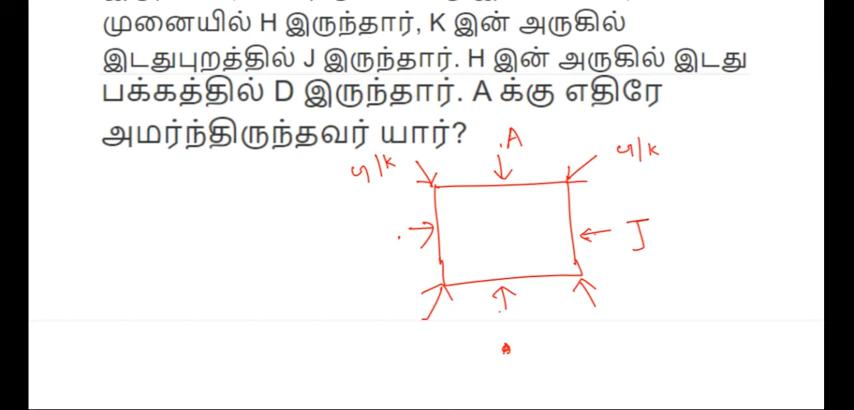 முனையில் H இருந்தார், K இன் அருகில்
இடதுபுறத்தில் J இருந்தார். H இன் அருகில் இடது
பக்கத்தில் D இருந்தார். A க்கு எதிரே
அமர்ந்திருந்தவர் யார்?
.A
y/k
y/k
J